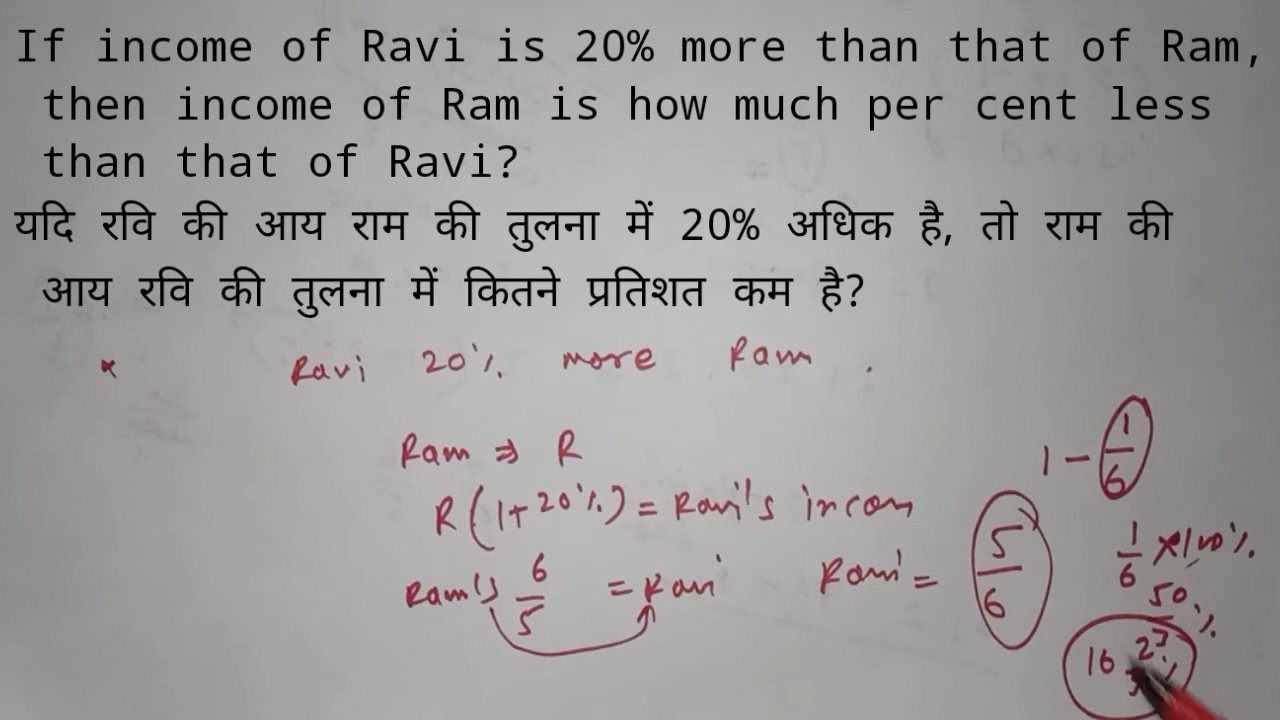 If income of Ravi is 20% more than that of Ram,
then income of Ram is how much per cent less
than that of Ravi?
यदि रवि की आय राम की तुलना में 20% अधिक है, तो राम की
आय रवि की तुलना में कितने प्रतिशत कम है?
Ravi 20% more Ram .
Ram ⇒ R
R(1+20%) = Ravi's incom
Ram's 6/5 = Ravi
Ravi = 5/6
1 - 1/6
1/6 x100%
50 %
16 2/3 %